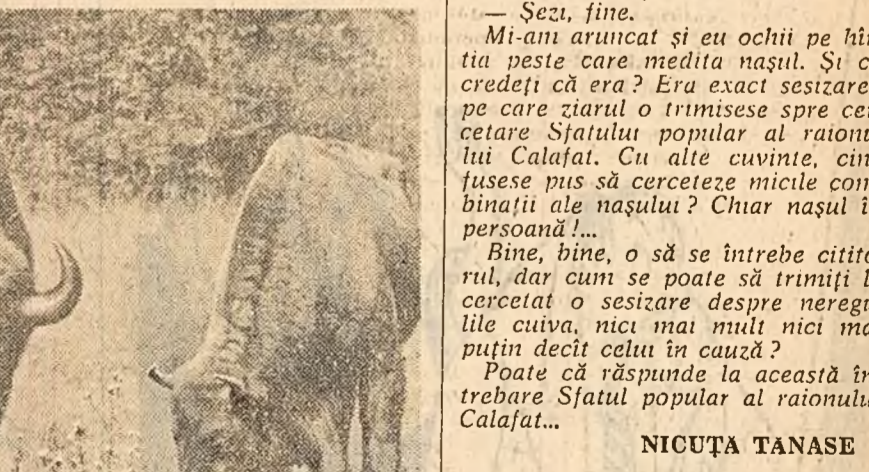 — Șezi, fine.
Mi-am aruncat și eu ochii pe hîr
tia peste care medita nașul. Și c
credeți că era ? Era exact sesizare
pe care ziarul o trimisese spre cer
cetare Sfatului popular al raionu
lui Calafat. Cu alte cuvinte, cin
fusese pus să cerceteze micile com
binații ale nașului ? Chiar nașul î
persoană !...
Bine, bine, o să se întrebe citito
rul, dar cum se poate să trimiți l
cercetat o sesizare despre neregu
lile cuiva, nici mai mult nici ma
puțin decît celui în cauză ?
Poate că răspunde la această în
trebare Sfatul popular al raionulu
Calafat...
NICUȚĂ TĂNASE